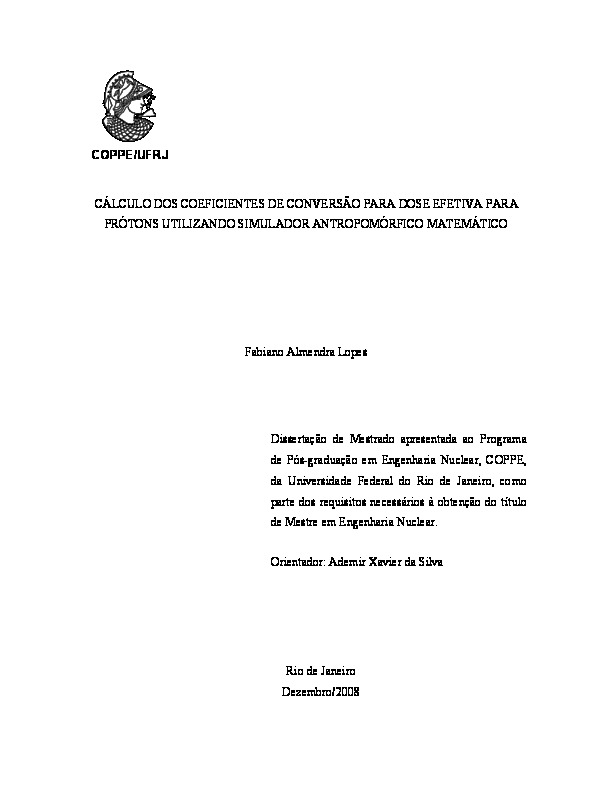 COPPE/UFRJ
CÁLCULO DOS COEFICIENTES DE CONVERSÃO PARA DOSE EFETIVA PARA
PRÓTONS UTILIZANDO SIMULADOR ANTROPOMÓRFICO MATEMÁTICO
Fabiano Almendra Lopes
Dissertação de Mestrado apresentada ao Programa
de Pós-graduação em Engenharia Nuclear, COPPE,
da Universidade Federal do Rio de Janeiro, como
parte dos requisitos necessários à obtenção do título
de Mestre em Engenharia Nuclear.
Orientador: Ademir Xavier da Silva
Rio de Janeiro
Dezembro/2008